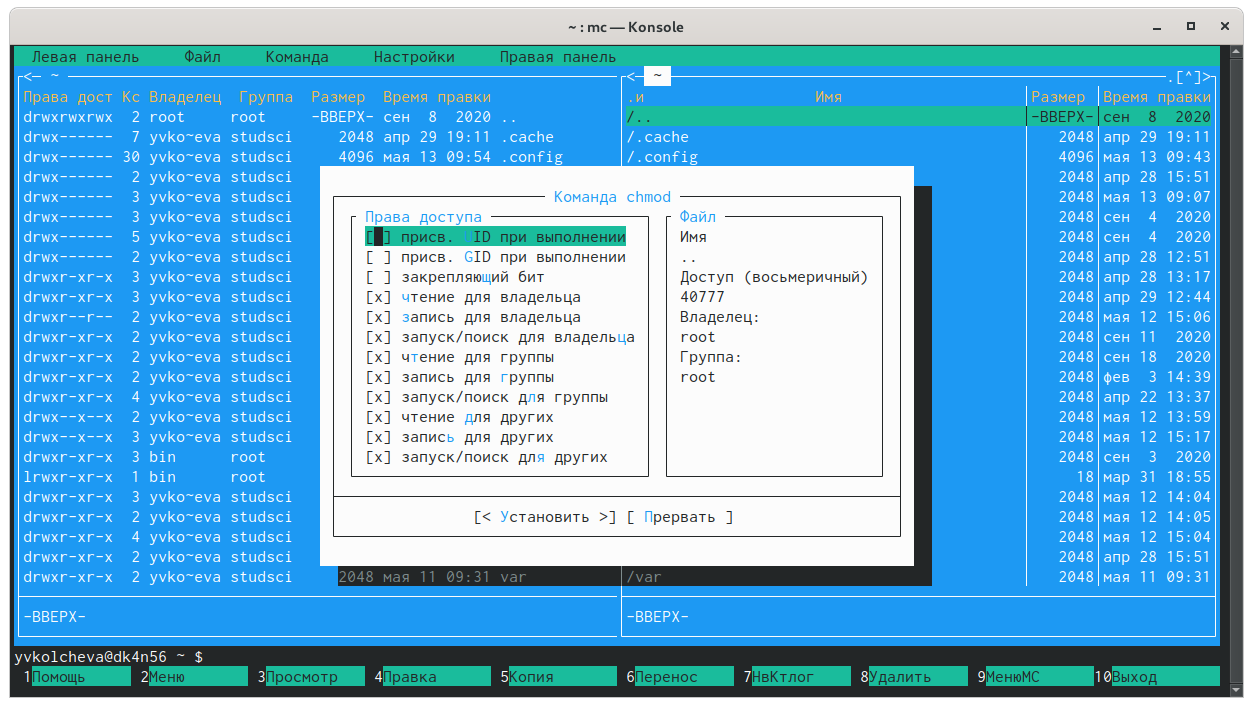 ~ : mc — Konsole
Левая панель Файл Команда Настройки Правая панель
<— ~ <— ~ .[^]>
Права дост Кс Владелец Группа Размер Время правки .и Имя Размер Время правки
drwxrwxrwx 2 root root -ВВЕРХ- сен 8 2020 .. /.. -ВВЕРХ- сен 8 2020
drwx------ 7 yvko~eva studsci 2048 апр 29 19:11 .cache /.cache 2048 апр 29 19:11
drwx------ 30 yvko~eva studsci 4096 мая 13 09:54 .config /.config 4096 мая 13 09:43
drwx------ 2 yvko~eva studsci 2048 апр 28 15:51
drwx------ 3 yvko~eva studsci Команда chmod 2048 мая 13 09:07
drwx------ 3 yvko~eva studsci Права доступа Файл 2048 сен 4 2020
drwx------ 5 yvko~eva studsci [ ] присв. UID при выполнении Имя 2048 сен 4 2020
drwx------ 2 yvko~eva studsci [ ] присв. GID при выполнении .. 2048 апр 28 12:51
drwxr-xr-x 3 yvko~eva studsci [ ] закрепляющий бит Доступ (восьмеричный) 2048 апр 28 13:17
drwx------ 2 yvko~eva studsci [x] чтение для владельца 40777 2048 апр 29 12:44
drwxr--r-- 2 yvko~eva studsci [x] запись для владельца Владелец: 2048 мая 12 15:06
drwxr-xr-x 2 yvko~eva studsci [x] запуск/поиск для владельца root 2048 сен 11 2020
drwxr-xr-x 2 yvko~eva studsci [x] чтение для группы Группа: 2048 сен 18 2020
drwxr-xr-x 2 yvko~eva studsci [x] запись для группы root 2048 фев 3 14:39
drwxr-xr-x 4 yvko~eva studsci [x] запуск/поиск для группы 2048 апр 22 13:37
drwx--x--x 2 yvko~eva studsci [x] чтение для других 2048 мая 12 13:59
drwx--x--x 3 yvko~eva studsci [x] запись для других 2048 мая 12 15:17
drwxr-xr-x 3 bin root [x] запуск/поиск для других 2048 сен 3 2020
lrwxr-xr-x 1 bin root 18 мар 31 18:55
drwxr-xr-x 3 yvko~eva studsci 2048 мая 12 14:04
drwxr-xr-x 2 yvko~eva studsci [< Установить >] [ Прервать ] 2048 мая 12 14:05
drwxr-xr-x 4 yvko~eva studsci 2048 мая 12 15:04
drwxr-xr-x 2 yvko~eva studsci 2048 апр 28 15:51
drwxr-xr-x 2 yvko~eva studsci 2048 мая 11 09:31 var /var 2048 мая 11 09:31
-ВВЕРХ- -ВВЕРХ-
yvkolcheva@dk4n56 ~ $
1Помощь 2Меню 3Просмотр 4Правка 5Копия 6Перенос 7НвКтлог 8Удалить 9МенюМС 10Выход